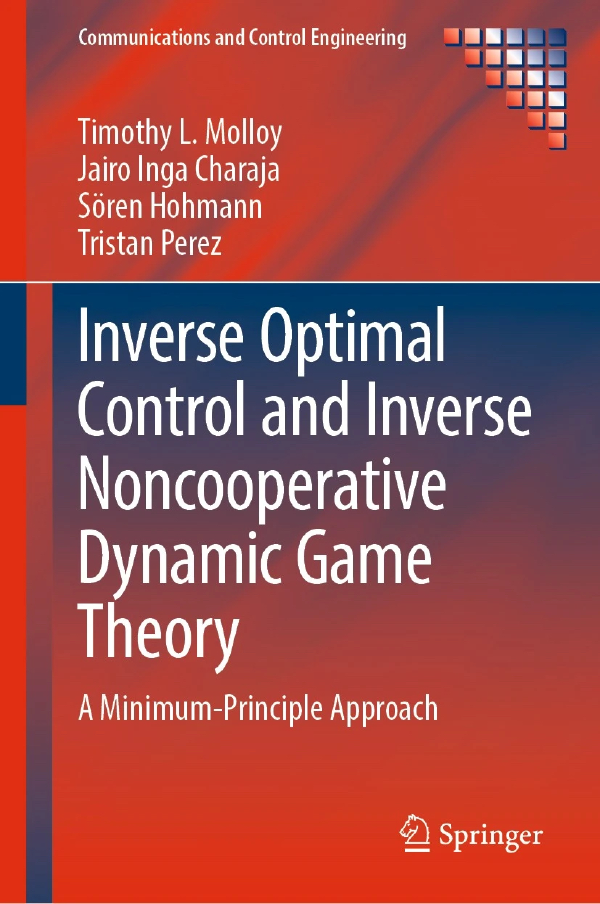 Communications and Control Engineering
Timothy L. Molloy
Jairo Inga Charaja
Sören Hohmann
Tristan Perez
Inverse Optimal
Control and Inverse
Noncooperative
Dynamic Game
Theory
A Minimum-Principle Approach
Springer